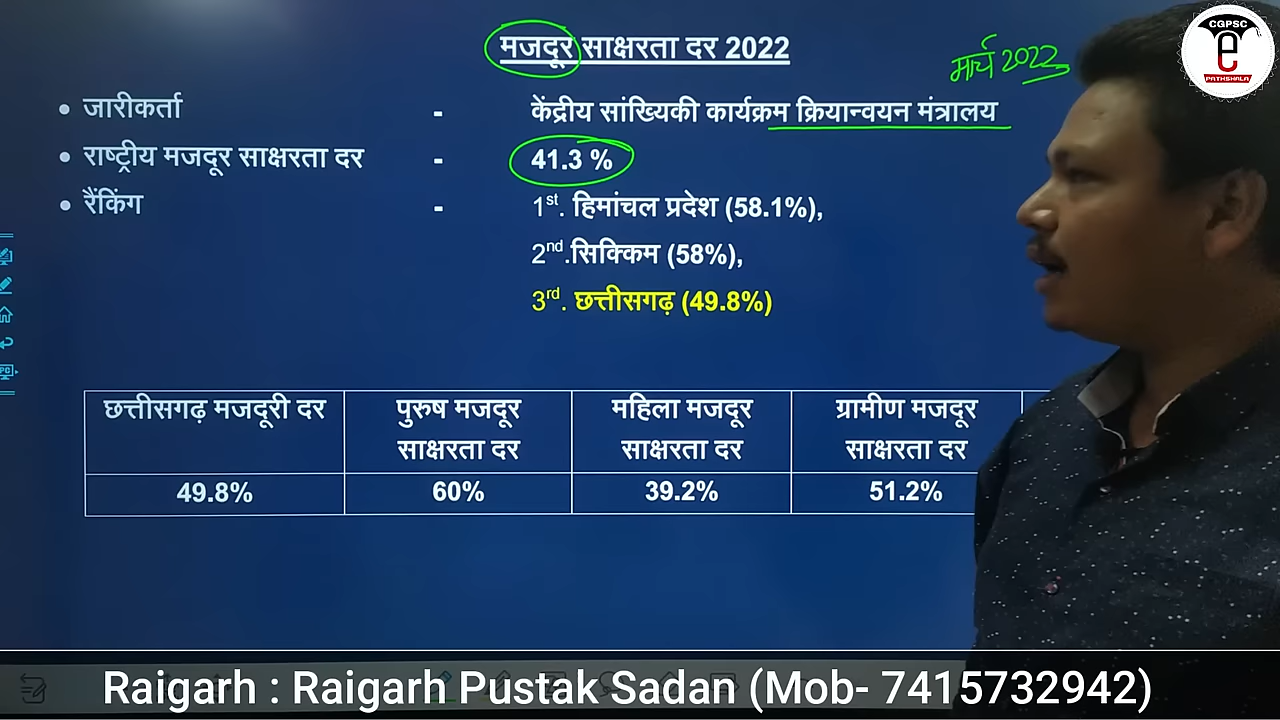 मजदूर साक्षरता दर 2022
मार्च 2022
CGPSC
e
PATHSHALA
• जारीकर्ता - केंद्रीय सांख्यिकी कार्यक्रम क्रियान्वयन मंत्रालय
• राष्ट्रीय मजदूर साक्षरता दर - 41.3 %
• रैंकिंग - 1st. हिमांचल प्रदेश (58.1%),
2nd.सिक्किम (58%),
3rd. छत्तीसगढ़ (49.8%)
छत्तीसगढ़ मजदूरी दर पुरुष मजदूर साक्षरता दर महिला मजदूर साक्षरता दर ग्रामीण मजदूर साक्षरता दर
49.8% 60% 39.2% 51.2%
Raigarh : Raigarh Pustak Sadan (Mob- 7415732942)